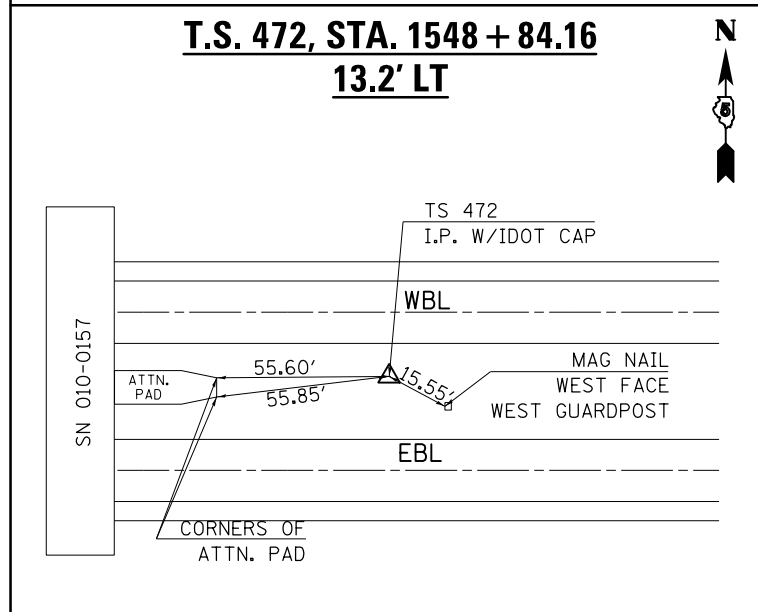 T.S. 472, STA. 1548 + 84.16
13.2' LT
N
5
TS 472
I.P. W/IDOT CAP
WBL
SN 010-0157
ATTN.
PAD
55.60'
55.85'
15.55'
MAG NAIL
WEST FACE
WEST GUARDPOST
EBL
CORNERS OF
ATTN. PAD